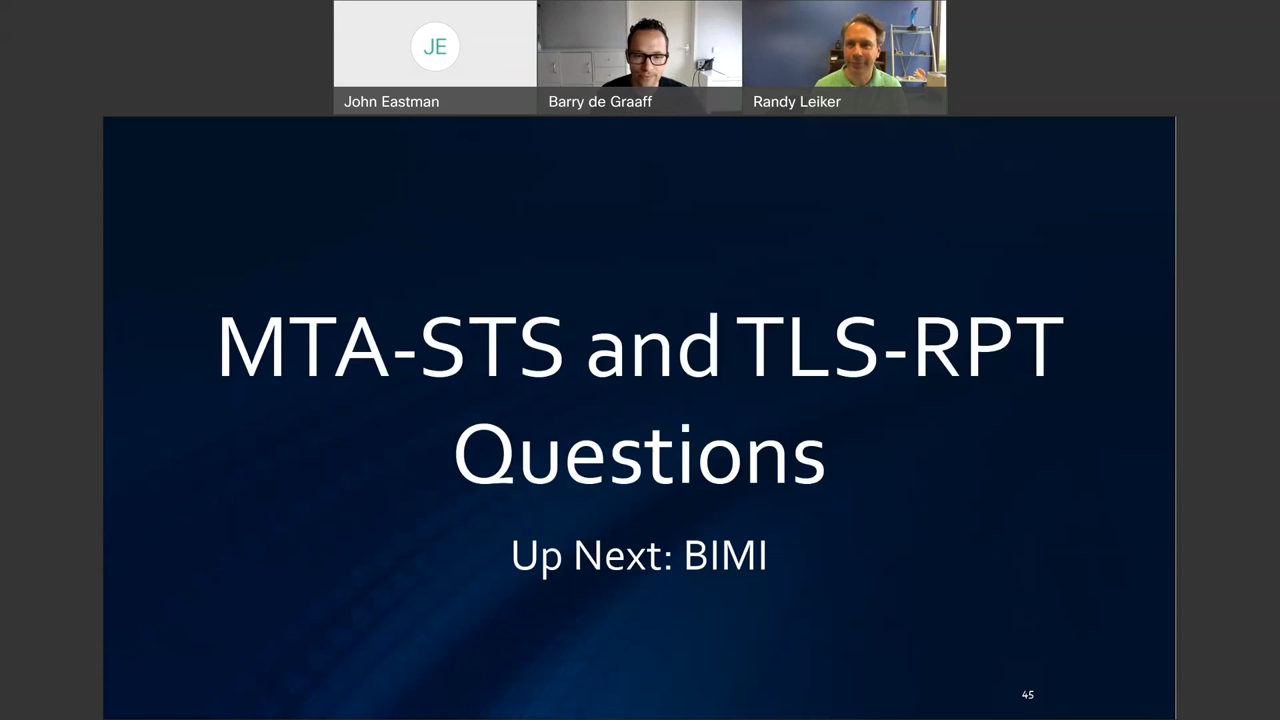 JE
John Eastman
Barry de Graaff
Randy Leiker
MTA-STS and TLS-RPT
Questions
Up Next: BIMI
45